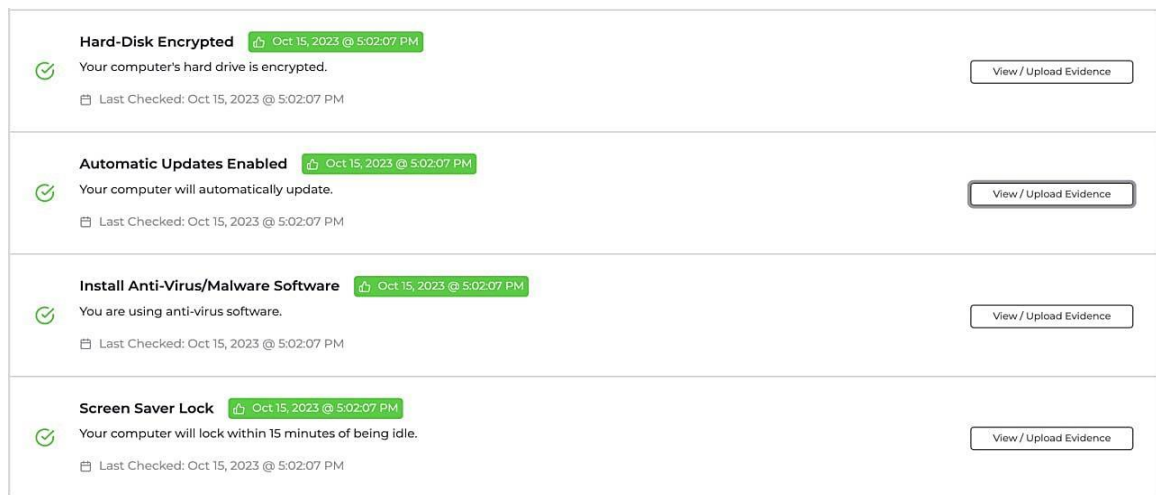 Hard-Disk Encrypted Oct 15, 2023 @ 5:02:07 PM
Your computer's hard drive is encrypted.
View / Upload Evidence
Last Checked: Oct 15, 2023 @ 5:02:07 PM
Automatic Updates Enabled Oct 15, 2023 @ 5:02:07 PM
Your computer will automatically update.
View / Upload Evidence
Last Checked: Oct 15, 2023 @ 5:02:07 PM
Install Anti-Virus/Malware Software Oct 15, 2023 @ 5:02:07 PM
You are using anti-virus software.
View / Upload Evidence
Last Checked: Oct 15, 2023 @ 5:02:07 PM
Screen Saver Lock Oct 15, 2023 @ 5:02:07 PM
Your computer will lock within 15 minutes of being idle.
View / Upload Evidence
Last Checked: Oct 15, 2023 @ 5:02:07 PM